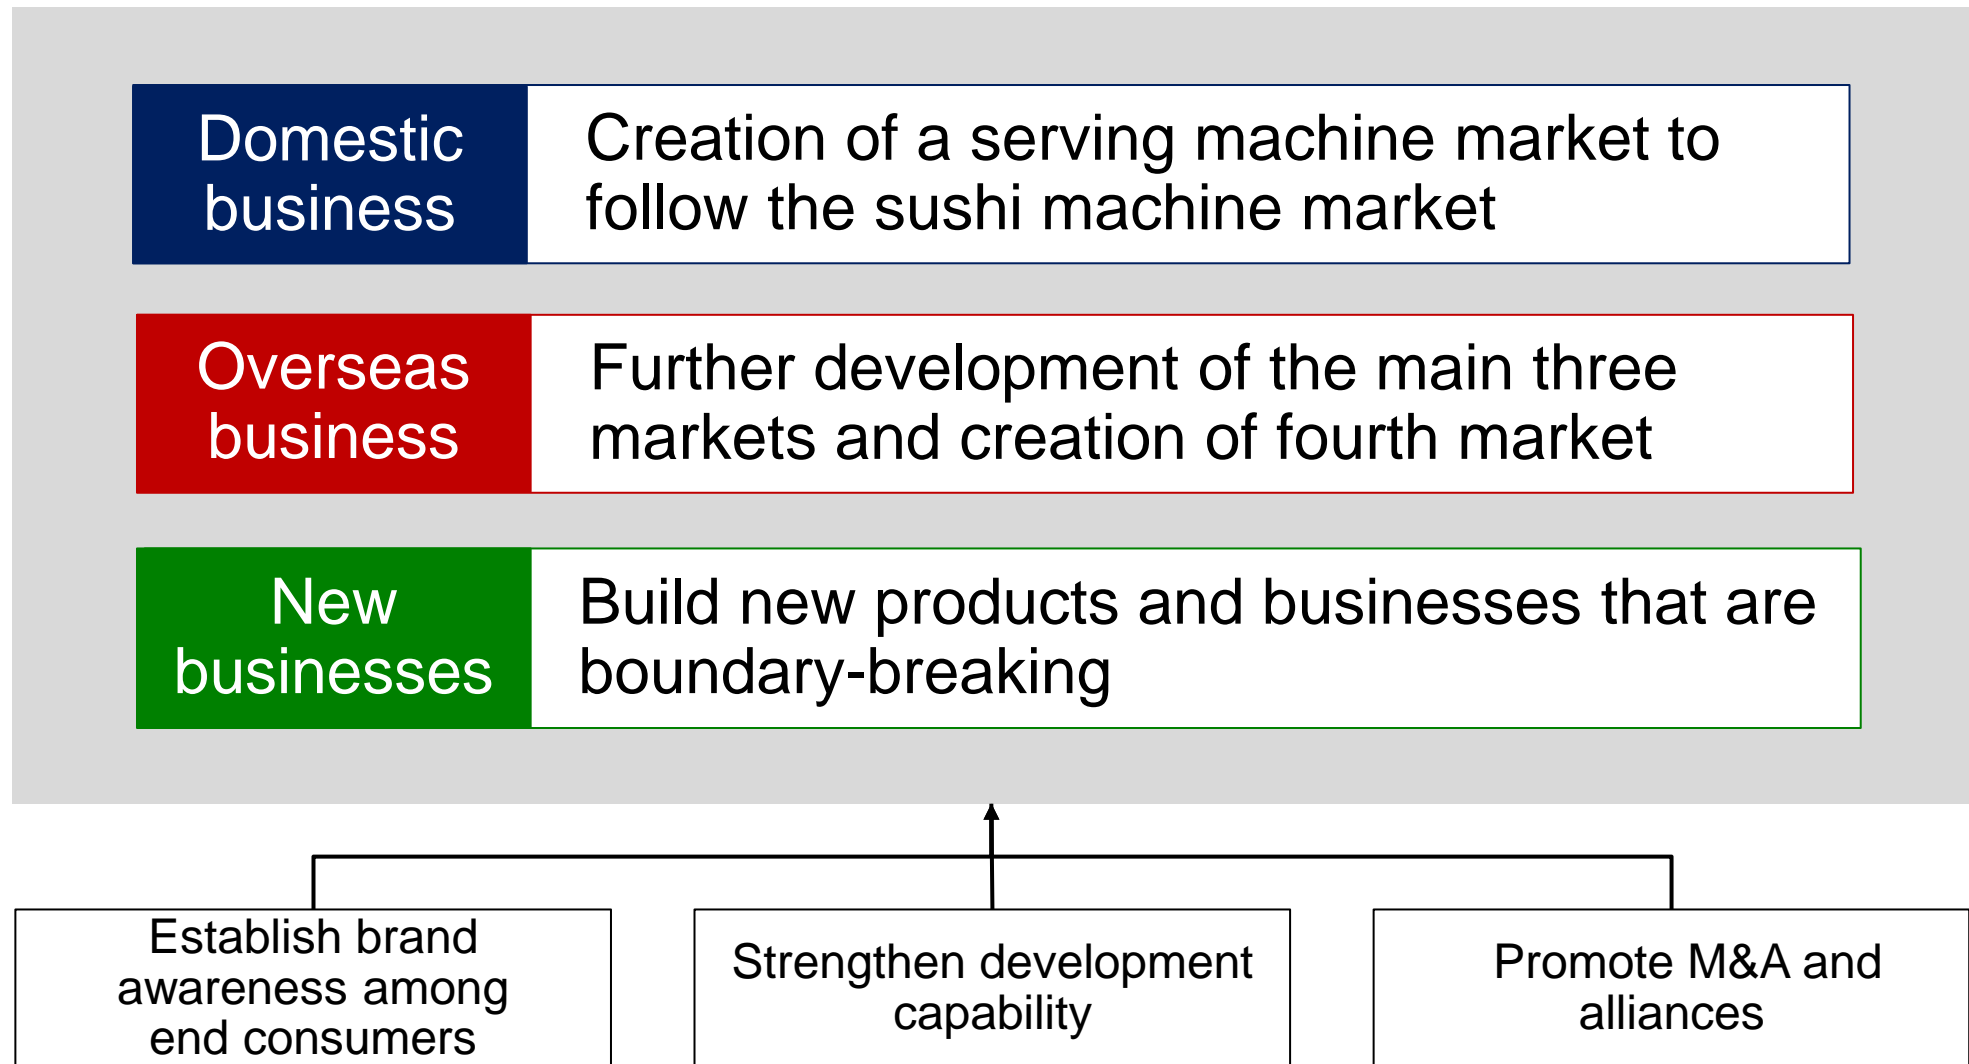 Domestic
business
Creation of a serving machine market to
follow the sushi machine market
Overseas
business
Further development of the main three
markets and creation of fourth market
New
businesses
Build new products and businesses that are
boundary-breaking
Establish brand
awareness among
end consumers
Strengthen development
capability
Promote M&A and
alliances